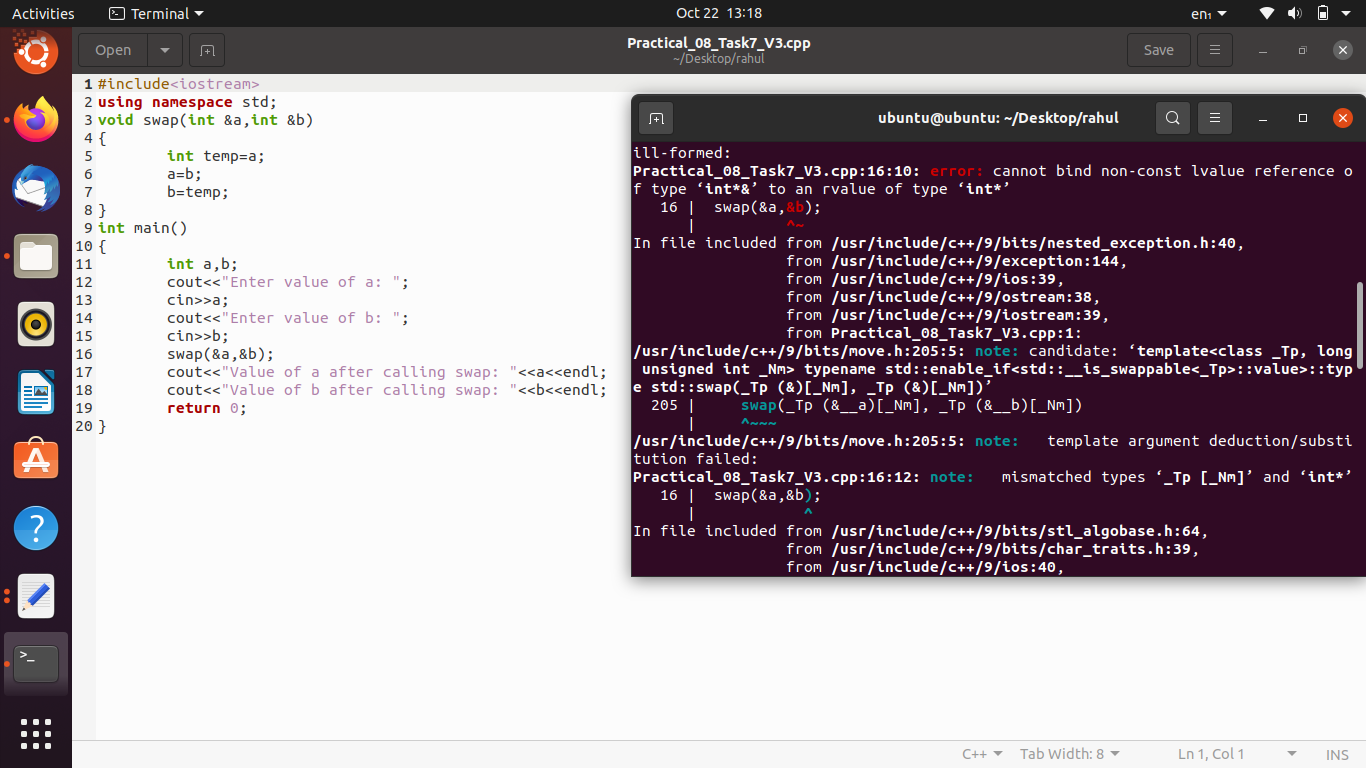 Activities Terminal Oct 22 13:18 en₁
Open Practical_08_Task7_V3.cpp Save
~/Desktop/rahul
1 #include<iostream>
2 using namespace std;
3 void swap(int &a,int &b)
4 {
5         int temp=a;
6         a=b;
7         b=temp;
8 }
9 int main()
10 {
11         int a,b;
12         cout<<"Enter value of a: ";
13         cin>>a;
14         cout<<"Enter value of b: ";
15         cin>>b;
16         swap(&a,&b);
17         cout<<"Value of a after calling swap: "<<a<<endl;
18         cout<<"Value of b after calling swap: "<<b<<endl;
19         return 0;
20 }
ubuntu@ubuntu: ~/Desktop/rahul
ill-formed:
Practical_08_Task7_V3.cpp:16:10: error: cannot bind non-const lvalue reference o
f type ‘int*&’ to an rvalue of type ‘int*’
   16 |  swap(&a,&b);
      |          ^~
In file included from /usr/include/c++/9/bits/nested_exception.h:40,
                 from /usr/include/c++/9/exception:144,
                 from /usr/include/c++/9/ios:39,
                 from /usr/include/c++/9/ostream:38,
                 from /usr/include/c++/9/iostream:39,
                 from Practical_08_Task7_V3.cpp:1:
/usr/include/c++/9/bits/move.h:205:5: note: candidate: ‘template<class _Tp, long
 unsigned int _Nm> typename std::enable_if<std::__is_swappable<_Tp>::value>::typ
e std::swap(_Tp (&)[_Nm], _Tp (&)[_Nm])’
  205 |     swap(_Tp (&__a)[_Nm], _Tp (&__b)[_Nm])
      |     ^~~~
/usr/include/c++/9/bits/move.h:205:5: note:   template argument deduction/substi
tution failed:
Practical_08_Task7_V3.cpp:16:12: note:   mismatched types ‘_Tp [_Nm]’ and ‘int*’
   16 |  swap(&a,&b);
      |            ^
In file included from /usr/include/c++/9/bits/stl_algobase.h:64,
                 from /usr/include/c++/9/bits/char_traits.h:39,
                 from /usr/include/c++/9/ios:40,
C++ Tab Width: 8 Ln 1, Col 1 INS